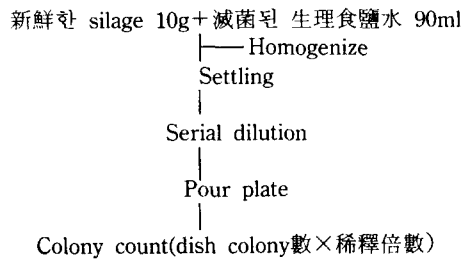 新鮮한 silage 10g+滅菌된 生理食鹽水 90ml
Homogenize
Settling
Serial dilution
Pour plate
Colony count(dish colony數×稀釋倍數)